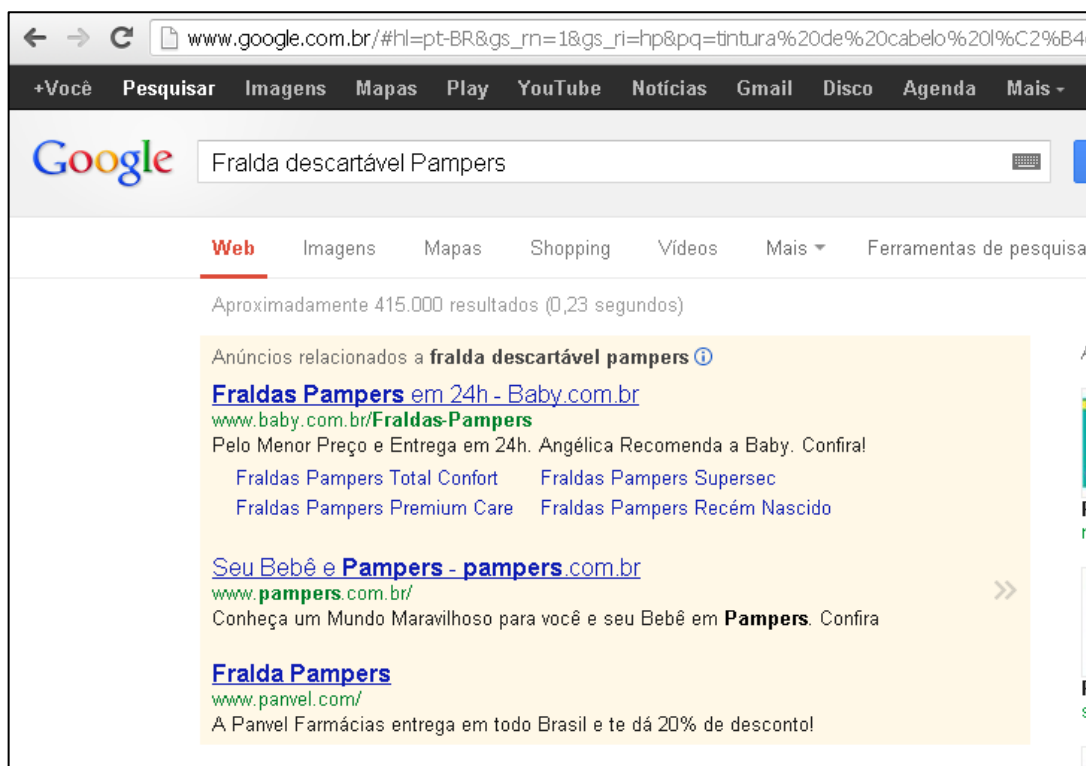 www.google.com.br/#hl=pt-BR&gs_rn=1&gs_ri=hp&pq=tintura%20de%20cabelo%20l%C2%B4
+Você Pesquisar Imagens Mapas Play YouTube Notícias Gmail Disco Agenda Mais
Google Fralda descartável Pampers
Web Imagens Mapas Shopping Vídeos Mais Ferramentas de pesquisa
Aproximadamente 415.000 resultados (0,23 segundos)
Anúncios relacionados a fralda descartável pampers
Fraldas Pampers em 24h - Baby.com.br
www.baby.com.br/Fraldas-Pampers
Pelo Menor Preço e Entrega em 24h. Angélica Recomenda a Baby. Confira!
Fraldas Pampers Total Confort Fraldas Pampers Supersec
Fraldas Pampers Premium Care Fraldas Pampers Recém Nascido
Seu Bebê e Pampers - pampers.com.br
www.pampers.com.br/
Conheça um Mundo Maravilhoso para você e seu Bebê em Pampers. Confira
Fralda Pampers
www.panvel.com/
A Panvel Farmácias entrega em todo Brasil e te dá 20% de desconto!